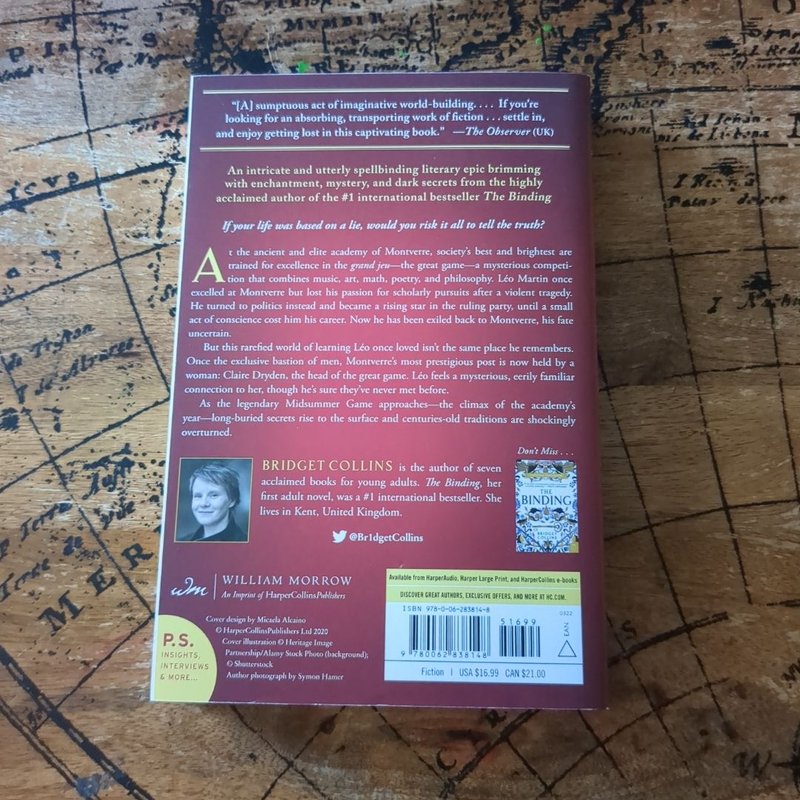 “[A] sumptuous act of imaginative world-building. . . . If you’re
looking for an absorbing, transporting work of fiction . . . settle in,
and enjoy getting lost in this captivating book.” —The Observer (UK)
An intricate and utterly spellbinding literary epic brimming
with enchantment, mystery, and dark secrets from the highly
acclaimed author of the #1 international bestseller The Binding
If your life was based on a lie, would you risk it all to tell the truth?
At the ancient and elite academy of Montverre, society’s best and brightest are
trained for excellence in the grand jeu—the great game—a mysterious competi-
tion that combines music, art, math, poetry, and philosophy. Léo Martin once
excelled at Montverre but lost his passion for scholarly pursuits after a violent tragedy.
He turned to politics instead and became a rising star in the ruling party, until a small
act of conscience cost him his career. Now he has been exiled back to Montverre, his fate
uncertain.
But this rarefied world of learning Léo once loved isn’t the same place he remembers.
Once the exclusive bastion of men, Montverre’s most prestigious post is now held by a
woman: Claire Dryden, the head of the great game. Léo feels a mysterious, eerily familiar
connection to her, though he’s sure they’ve never met before.
As the legendary Midsummer Game approaches—the climax of the academy’s
year—long-buried secrets rise to the surface and centuries-old traditions are shockingly
overturned.
BRIDGET COLLINS is the author of seven
acclaimed books for young adults. The Binding, her
first adult novel, was a #1 international bestseller. She
lives in Kent, United Kingdom.
@Br1dgetCollins
Don’t Miss . . .
THE
BINDING
BRIDGET
COLLINS
wm
WILLIAM MORROW
An Imprint of HarperCollinsPublishers
Cover design by Micaela Alcaino
© HarperCollinsPublishers Ltd 2020
Cover illustration © Heritage Image
Partnership/Alamy Stock Photo (background);
© Shutterstock
Author photograph by Symon Hamer
P.S.
INSIGHTS,
INTERVIEWS
& MORE...
Available from HarperAudio, Harper Large Print, and HarperCollins e-books
DISCOVER GREAT AUTHORS, EXCLUSIVE OFFERS, AND MORE AT HC.COM.
ISBN 978-0-06-283814-8
0322
51699
EAN
9 780062 838148
Fiction | USA $16.99 CAN $21.00
MER